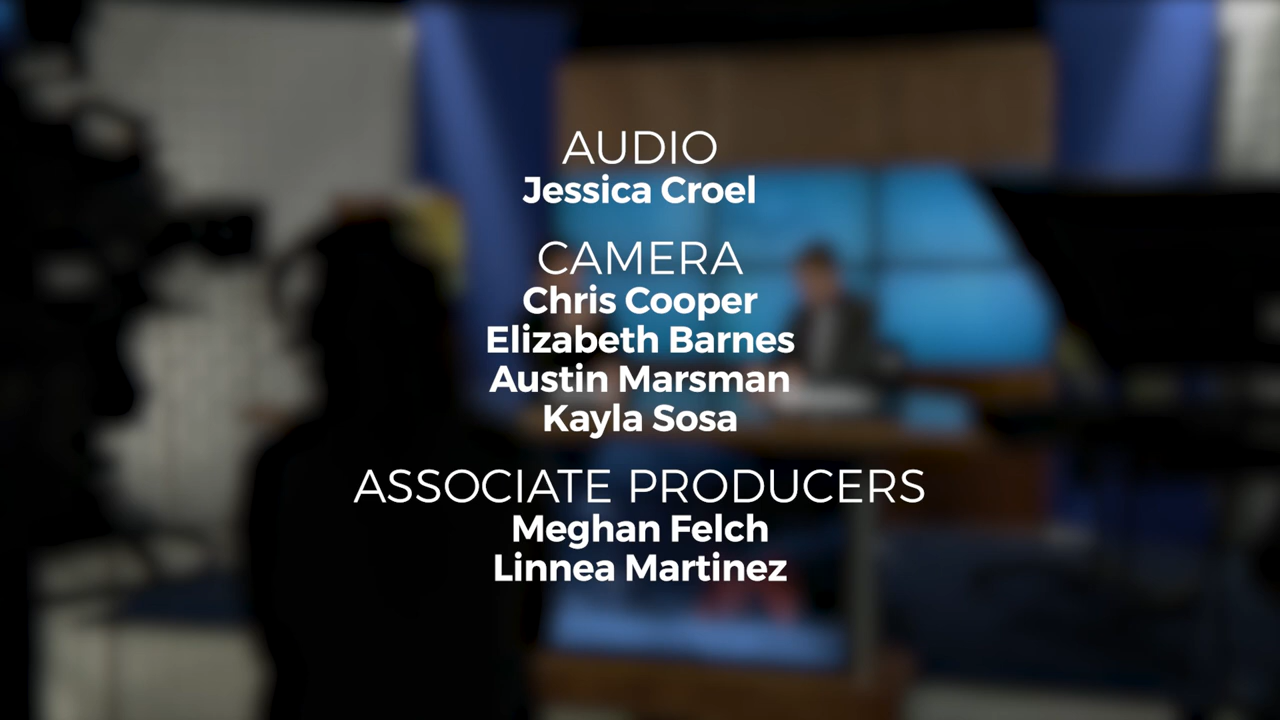 AUDIO
Jessica Croel
CAMERA
Chris Cooper
Elizabeth Barnes
Austin Marsman
Kayla Sosa
ASSOCIATE PRODUCERS
Meghan Felch
Linnea Martinez